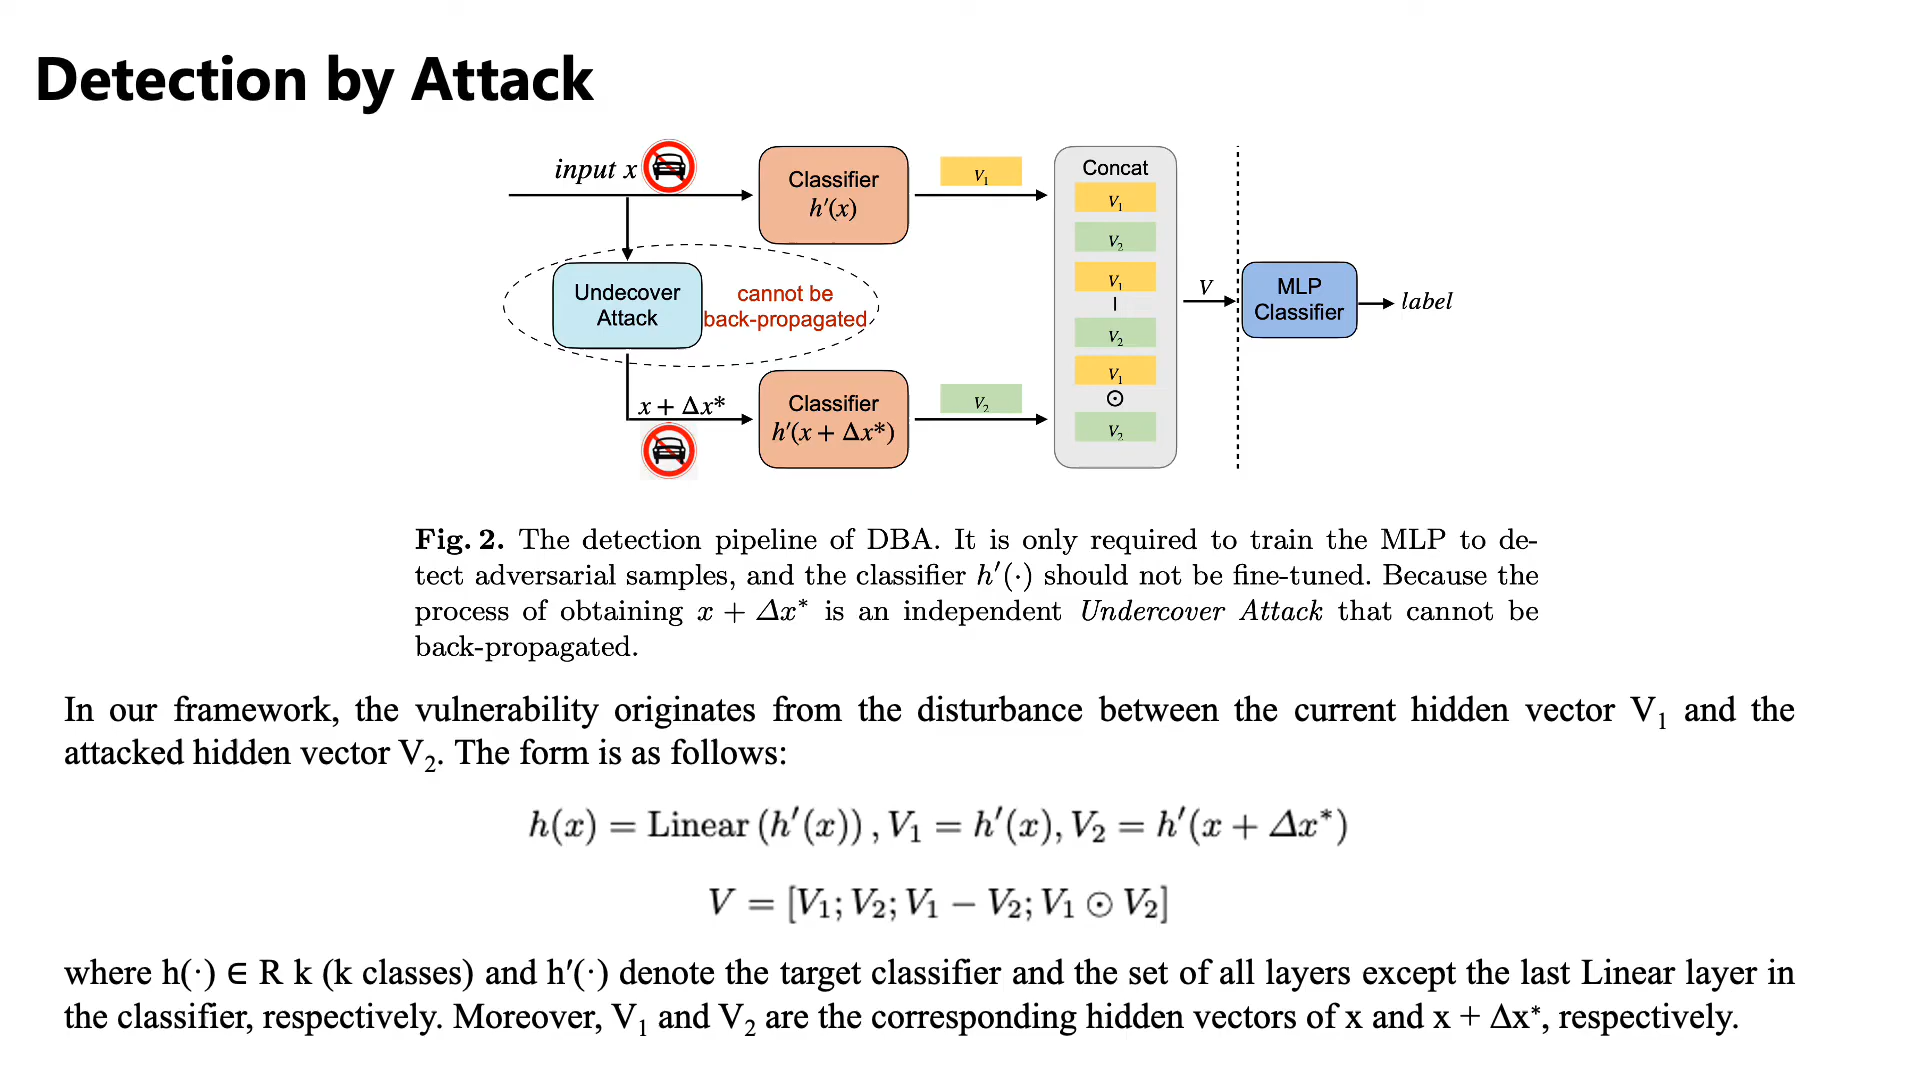 Detection by Attack
input x
Classifier
h′(x)
V₁
Concat
V₁
V₂
V₁
−
V₂
V₁
⊙
V₂
Undecover
Attack
cannot be
back-propagated
V
MLP
Classifier
label
x + Δx*
Classifier
h′(x + Δx*)
V₂
Fig. 2. The detection pipeline of DBA. It is only required to train the MLP to de-
tect adversarial samples, and the classifier h′(·) should not be fine-tuned. Because the
process of obtaining x + Δx* is an independent Undercover Attack that cannot be
back-propagated.
In our framework, the vulnerability originates from the disturbance between the current hidden vector V₁ and the
attacked hidden vector V₂. The form is as follows:
h(x) = Linear (h′(x)) , V₁ = h′(x), V₂ = h′(x + Δx*)
V = [V₁; V₂; V₁ − V₂; V₁ ⊙ V₂]
where h(·) ∈ R k (k classes) and h′(·) denote the target classifier and the set of all layers except the last Linear layer in
the classifier, respectively. Moreover, V₁ and V₂ are the corresponding hidden vectors of x and x + Δx*, respectively.